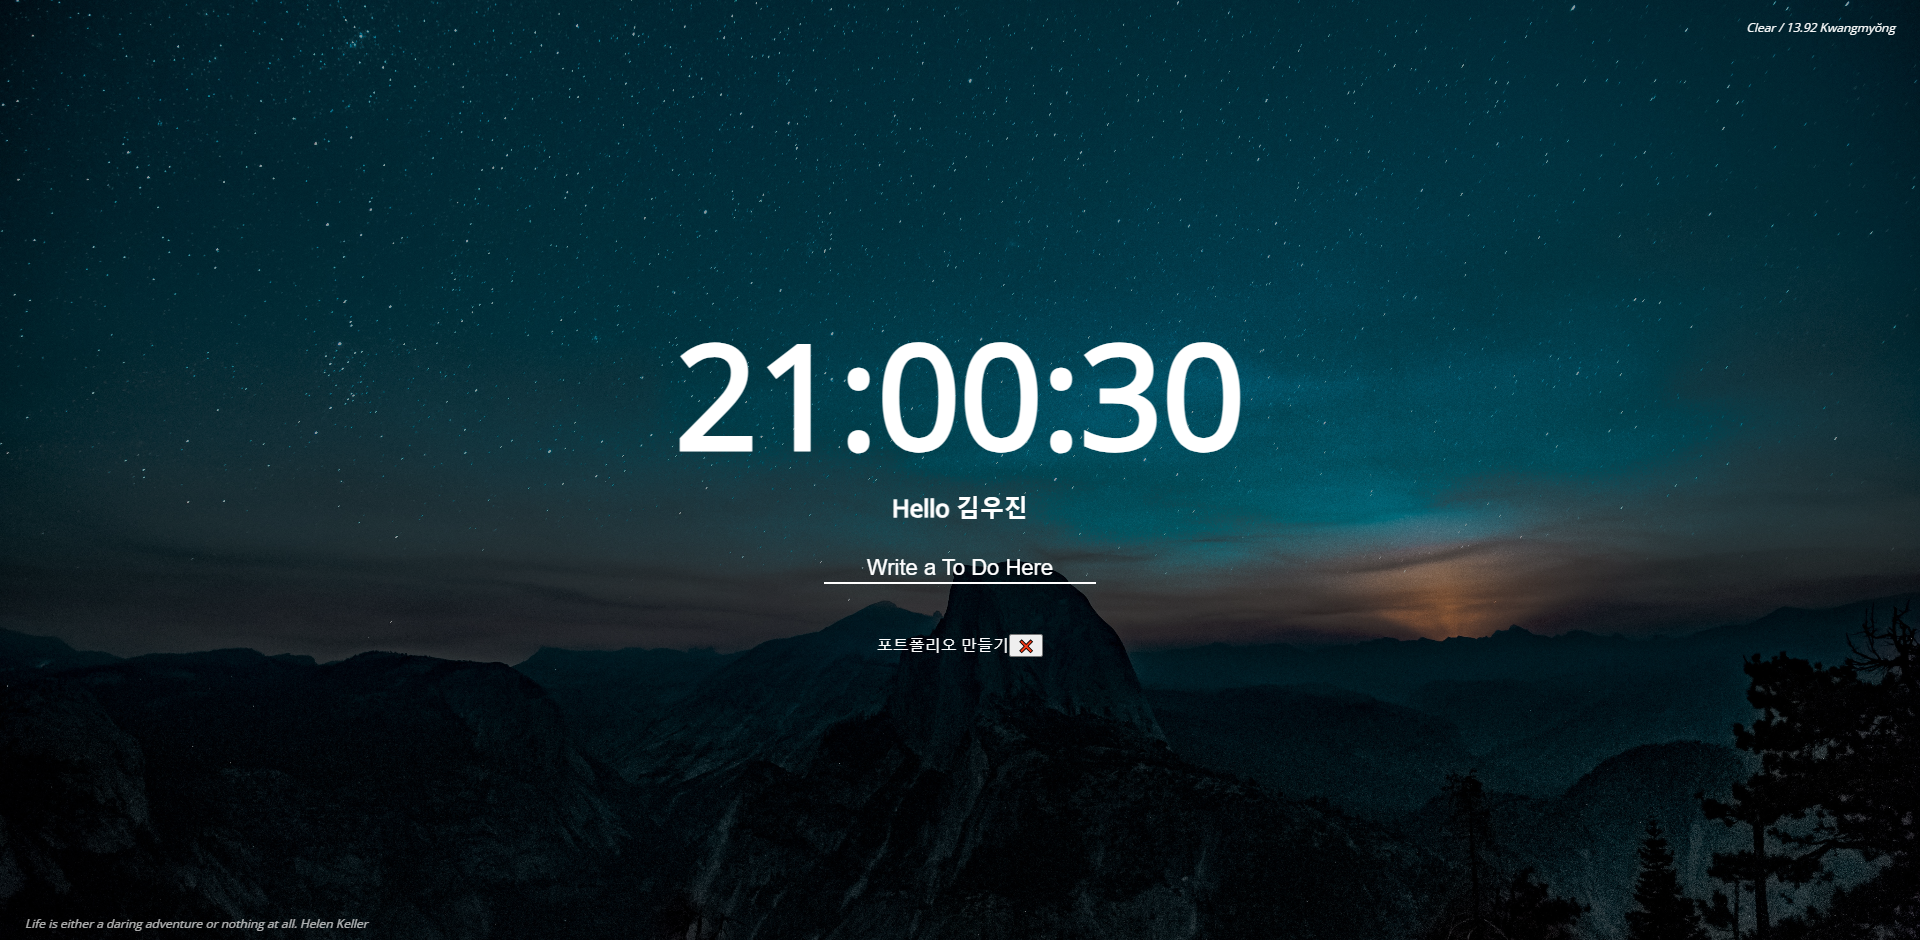 Clear / 13.92 Kwangmyŏng
21:00:30
Hello 김우진
Write a To Do Here
포트폴리오 만들기❌
Life is either a daring adventure or nothing at all. Helen Keller